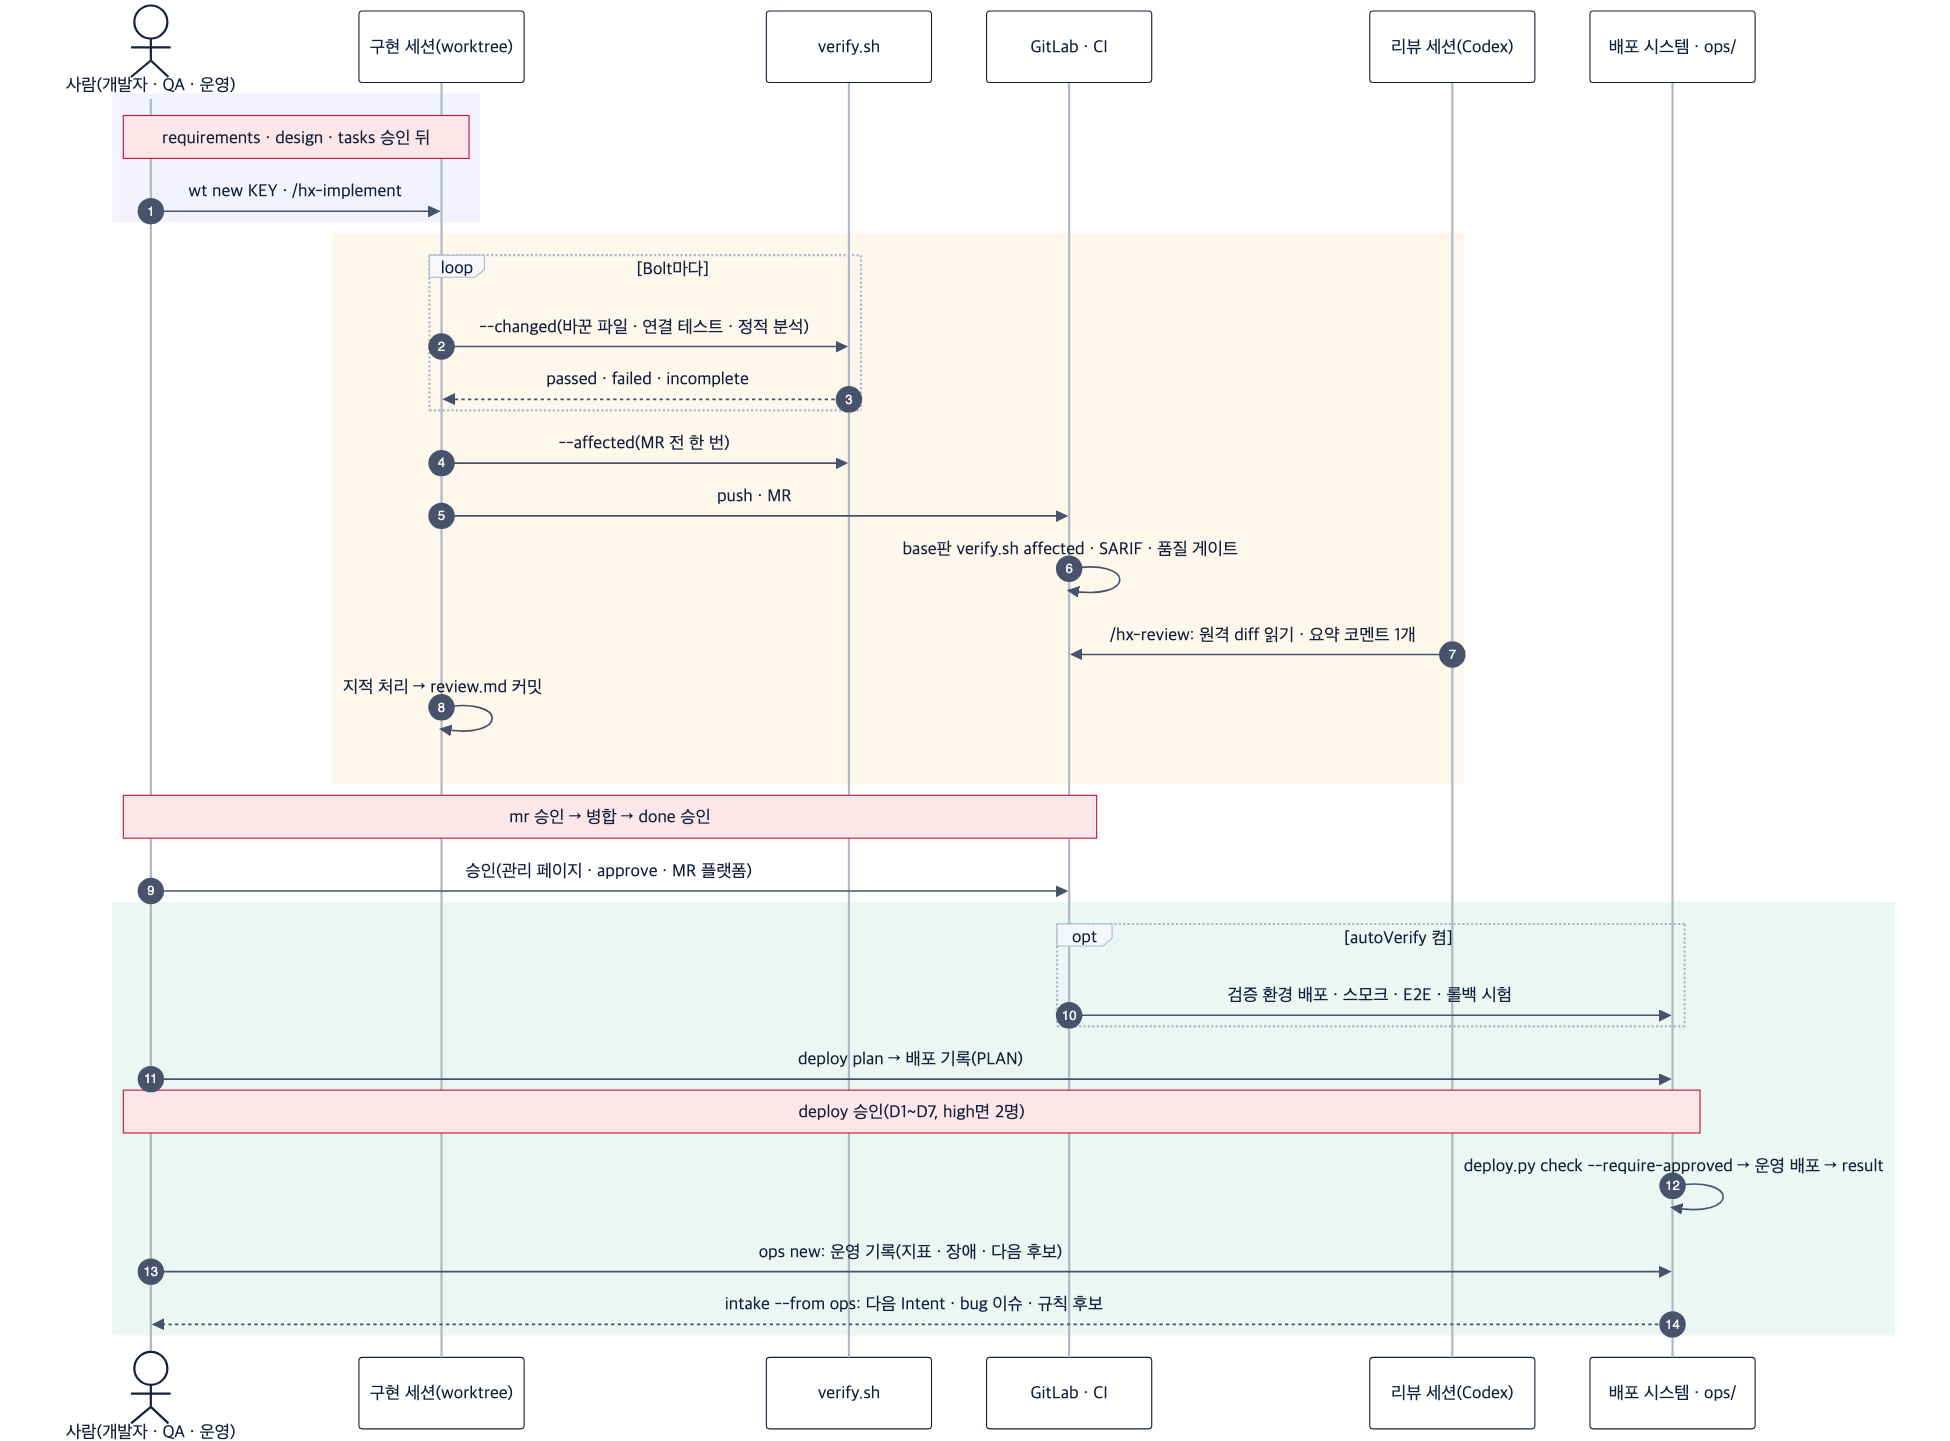 사람(개발자 · QA · 운영)
구현 세션(worktree)
verify.sh
GitLab · CI
리뷰 세션(Codex)
배포 시스템 · ops/
requirements · design · tasks 승인 뒤
wt new KEY · /hx-implement
1
loop
[Bolt마다]
--changed(바꾼 파일 · 연결 테스트 · 정적 분석)
2
passed · failed · incomplete
3
--affected(MR 전 한 번)
4
push · MR
5
base판 verify.sh affected · SARIF · 품질 게이트
6
/hx-review: 원격 diff 읽기 · 요약 코멘트 1개
7
지적 처리 → review.md 커밋
8
mr 승인 → 병합 → done 승인
승인(관리 페이지 · approve · MR 플랫폼)
9
opt
[autoVerify 켬]
검증 환경 배포 · 스모크 · E2E · 롤백 시험
10
deploy plan → 배포 기록(PLAN)
11
deploy 승인(D1~D7, high면 2명)
deploy.py check --require-approved → 운영 배포 → result
12
ops new: 운영 기록(지표 · 장애 · 다음 후보)
13
intake --from ops: 다음 Intent · bug 이슈 · 규칙 후보
14
사람(개발자 · QA · 운영)
구현 세션(worktree)
verify.sh
GitLab · CI
리뷰 세션(Codex)
배포 시스템 · ops/